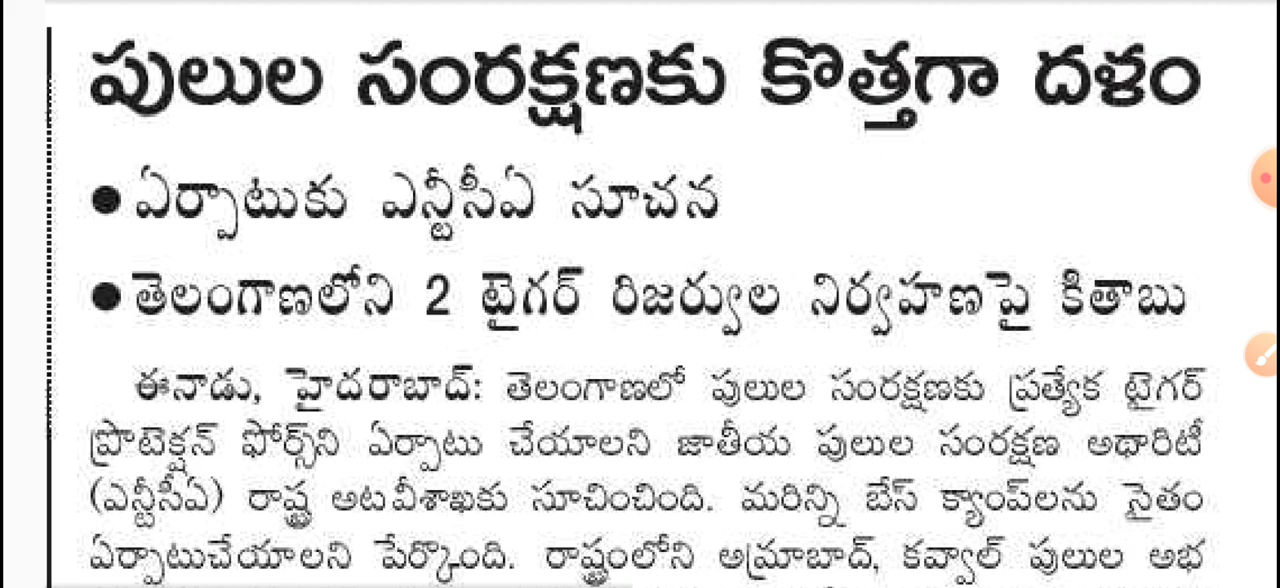 పులుల సంరక్షణకు కొత్తగా దళం
● ఏర్పాటుకు ఎన్టీసీఏ సూచన
● తెలంగాణలోని 2 టైగర్ రిజర్వుల నిర్వహణపై కితాబు
ఈనాడు, హైదరాబాద్: తెలంగాణలో పులుల సంరక్షణకు ప్రత్యేక టైగర్
ప్రొటెక్షన్ ఫోర్స్‌ని ఏర్పాటు చేయాలని జాతీయ పులుల సంరక్షణ అథారిటీ
(ఎన్టీసీఏ) రాష్ట్ర అటవీశాఖకు సూచించింది. మరిన్ని బేస్ క్యాంప్‌లను సైతం
ఏర్పాటుచేయాలని పేర్కొంది. రాష్ట్రంలోని అమ్రాబాద్, కవ్వాల్ పులుల అభ